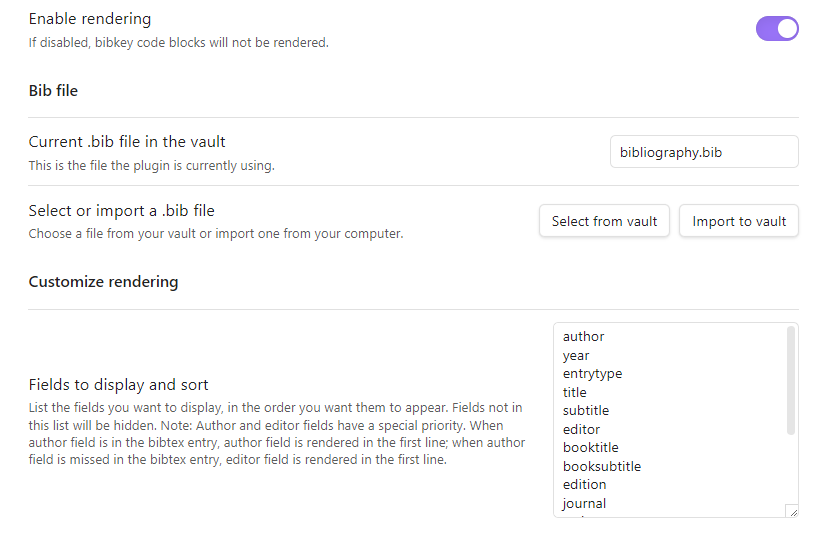 Enable rendering
If disabled, bibkey code blocks will not be rendered.
Bib file
Current .bib file in the vault
This is the file the plugin is currently using.
bibliography.bib
Select or import a .bib file
Choose a file from your vault or import one from your computer.
Select from vault
Import to vault
Customize rendering
Fields to display and sort
List the fields you want to display, in the order you want them to appear. Fields not in
this list will be hidden. Note: Author and editor fields have a special priority. When
author field is in the bibtex entry, author field is rendered in the first line; when author
field is missed in the bibtex entry, editor field is rendered in the first line.
author
year
entrytype
title
subtitle
editor
booktitle
booksubtitle
edition
journal